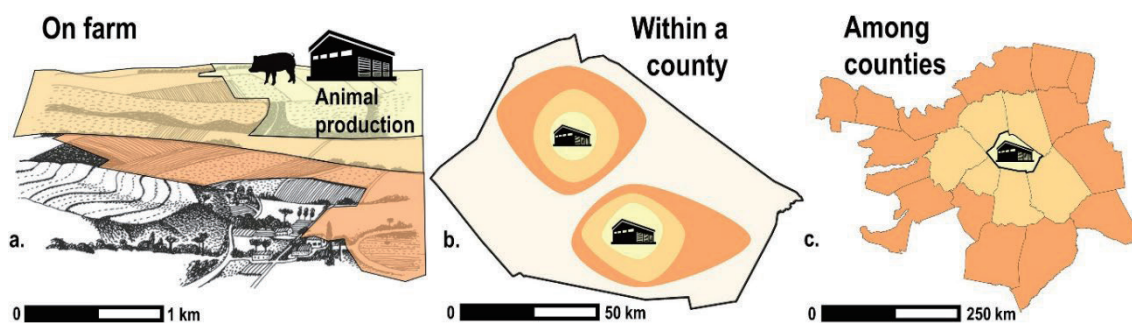 On farm
Animal
production
a.
0 1 km
Within a
county
b.
0 50 km
Among
counties
c.
0 250 km